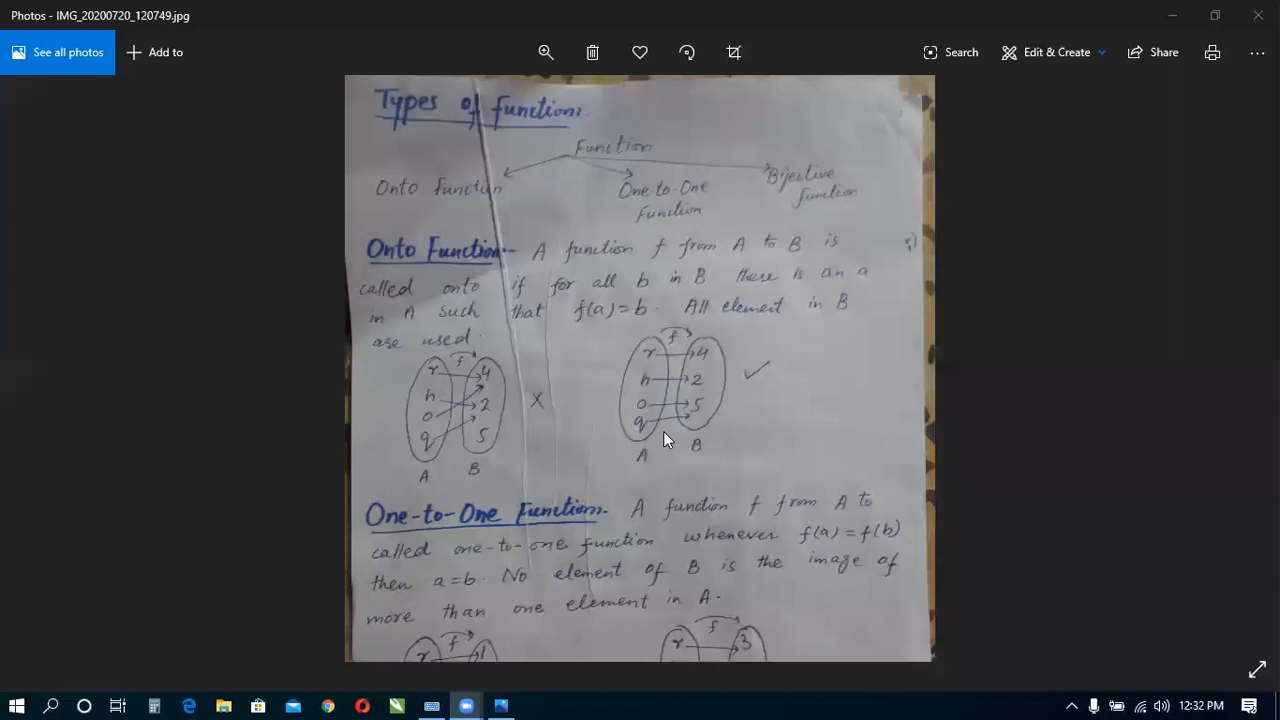 Photos - IMG_20200720_120749.jpg
See all photos
Add to
Search
Edit & Create
Share
Types of function:
Function
Onto function
One-to-One Function
Bijective function
Onto Function:- A function f from A to B is
called onto if for all b in B there is an a
in A such that f(a)=b. All element in B
are used.
f
r 4
h 2
o
q 5
A B
X
f
r 4
h 2
o 5
q
A B
✓
One-to-One Function:- A function f from A to
called one-to-one function whenever f(a)=f(b)
then a=b. No element of B is the image of
more than one element in A.
f
r 1
f
r 3
12:32 PM